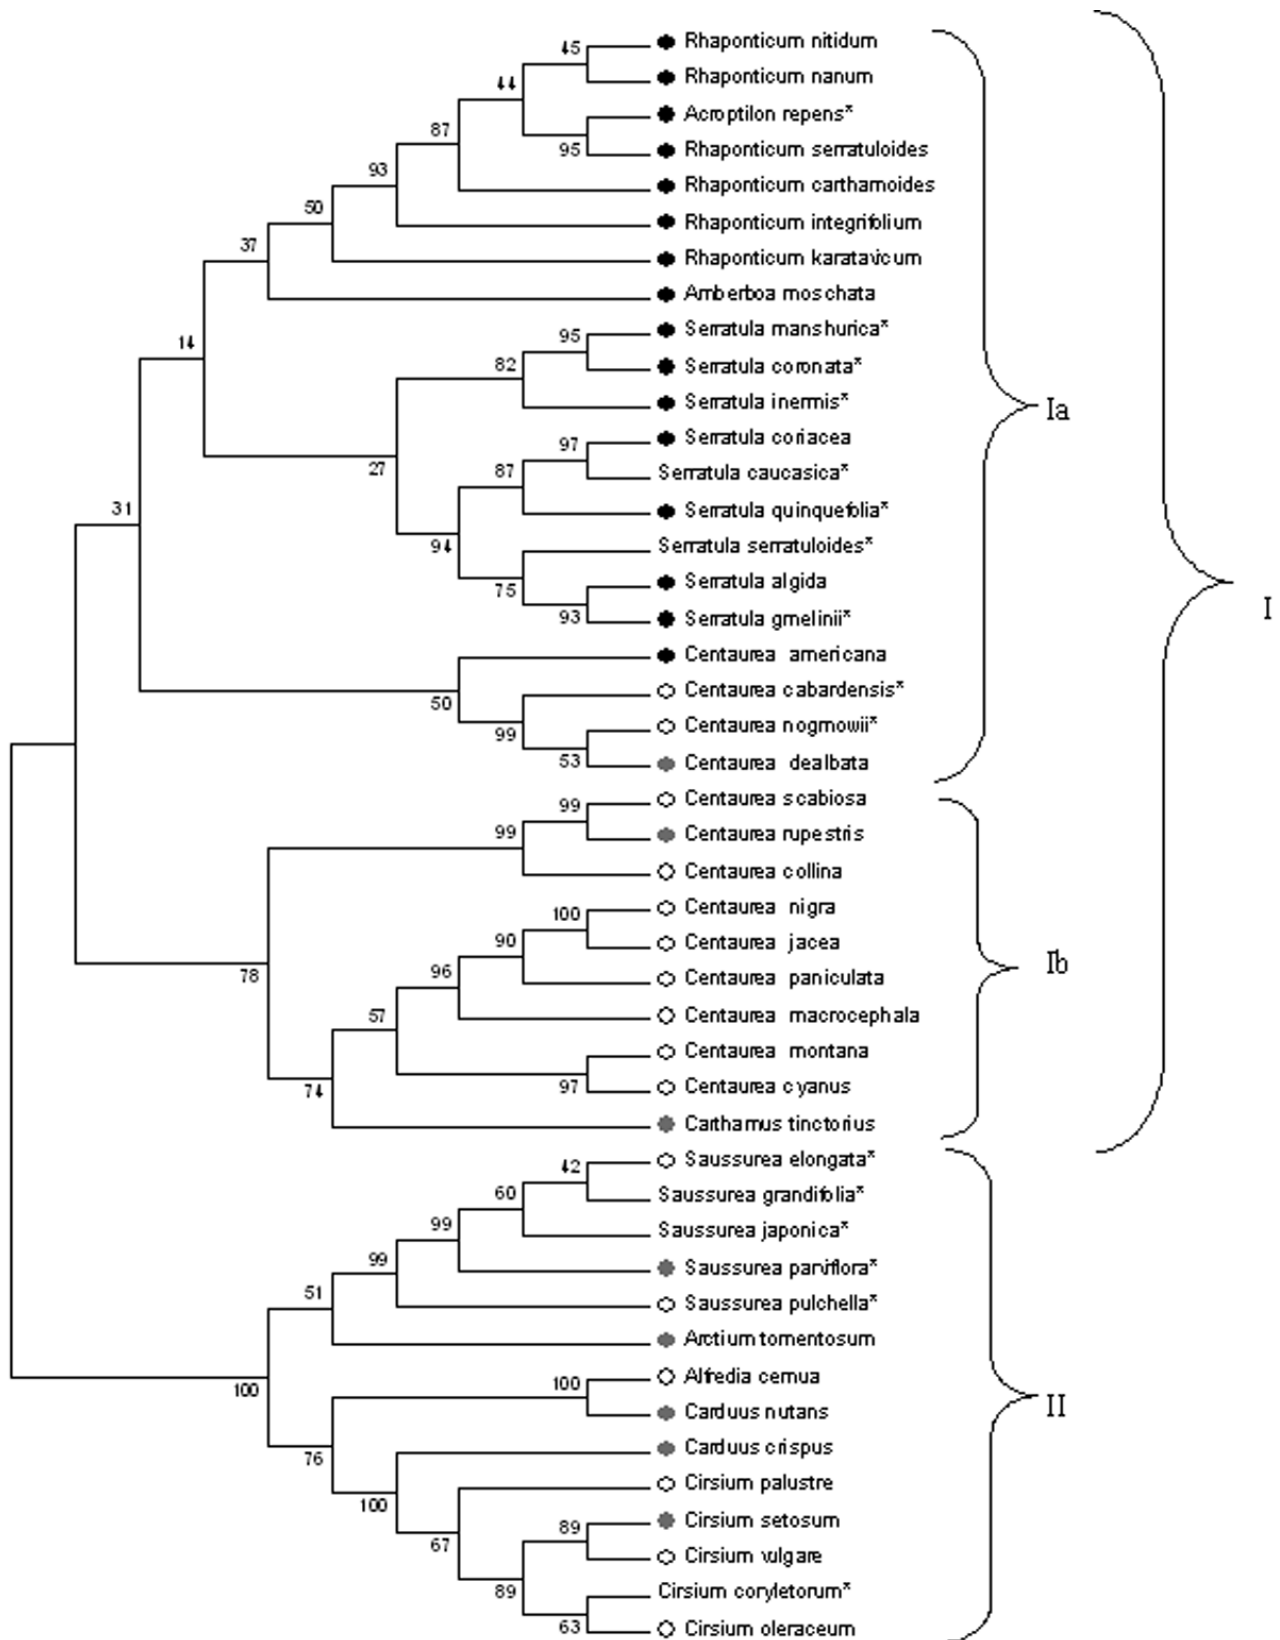 45
Rhaponticum nitidum
44
Rhaponticum nanum
Acroptilon repens*
87
95
Rhaponticum serratuloides
93
Rhaponticum carthamoides
50
Rhaponticum integrifolium
37
Rhaponticum karatavicum
Amberboa moschata
14
95
Serratula manshurica*
82
Serratula coronata*
Serratula inermis*
Ia
97
Serratula coriacea
27
87
Serratula caucasica*
31
Serratula quinquefolia*
94
Serratula serratuloides*
75
Serratula algida
I
93
Serratula gmelinii*
Centaurea americana
50
Centaurea cabardensis*
99
Centaurea nogmowii*
53
Centaurea dealbata
99
Centaurea scabiosa
99
Centaurea rupestris
Centaurea collina
100
Centaurea nigra
90
Centaurea jacea
78
96
Centaurea paniculata
Ib
57
Centaurea macrocephala
Centaurea montana
74
97
Centaurea cyanus
Carthamus tinctorius
42
Saussurea elongata*
60
Saussurea grandifolia*
99
Saussurea japonica*
99
Saussurea parviflora*
51
Saussurea pulchella*
Arctium tomentosum
100
100
Alfredia cernua
II
Carduus nutans
76
Carduus crispus
100
Cirsium palustre
67
89
Cirsium setosum
Cirsium vulgare
89
Cirsium coryletorum*
63
Cirsium oleraceum